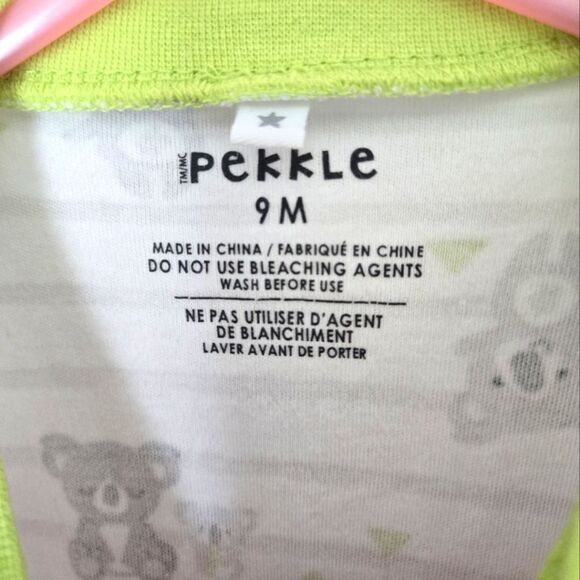 PEKKLE
TM/MC
9 M
MADE IN CHINA / FABRIQUÉ EN CHINE
DO NOT USE BLEACHING AGENTS
WASH BEFORE USE
NE PAS UTILISER D'AGENT
DE BLANCHIMENT
LAVER AVANT DE PORTER